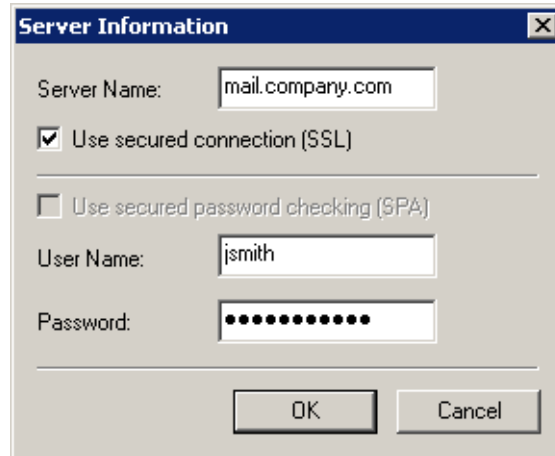 Server Information
Server Name: mail.company.com
Use secured connection (SSL)
Use secured password checking (SPA)
User Name: jsmith
Password: ●●●●●●●●●●●
OK Cancel